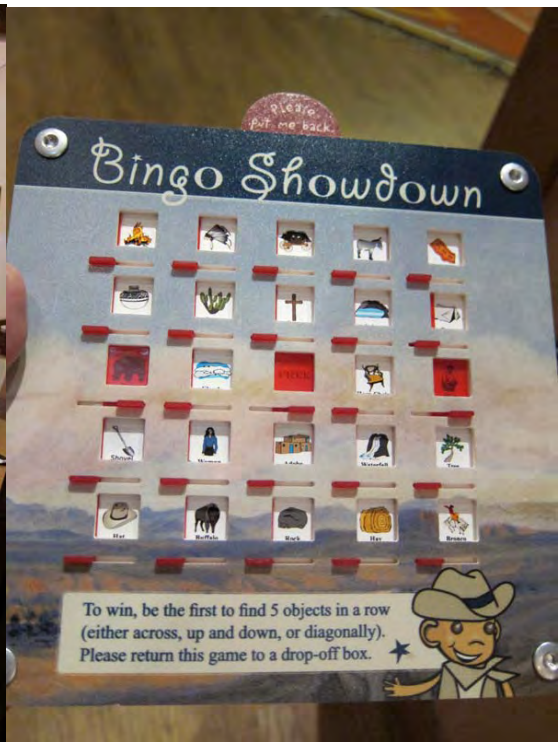 Please
put me back
Bingo Showdown
Shovel
Woman
Adobe
Waterfall
Tree
Hat
Buffalo
Rock
Hay
Bronco
To win, be the first to find 5 objects in a row
(either across, up and down, or diagonally).
Please return this game to a drop-off box.